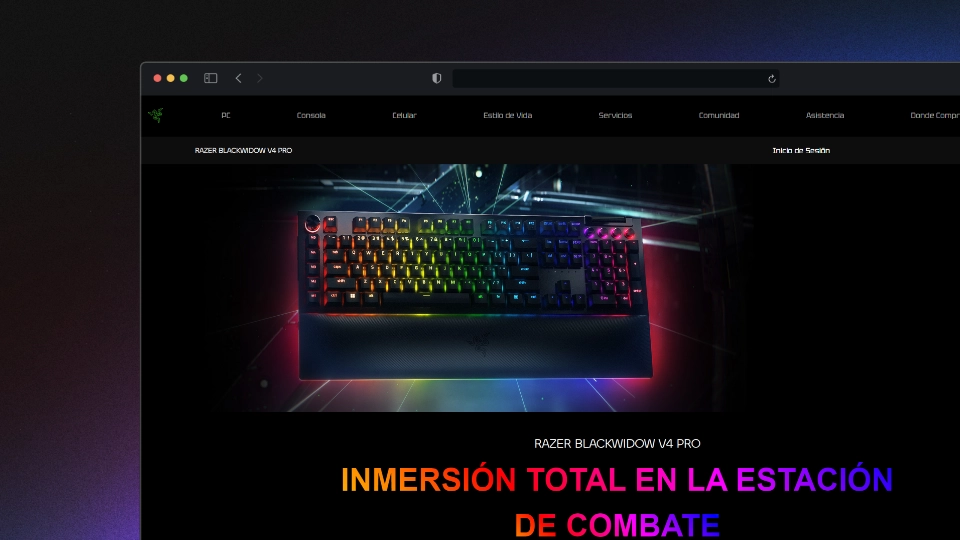 PC Consola Celular Estilo de Vida Servicios Comunidad Asistencia Donde Compr
RAZER BLACKWIDOW V4 PRO Inicio de Sesión
RAZER BLACKWIDOW V4 PRO
INMERSIÓN TOTAL EN LA ESTACIÓN
DE COMBATE